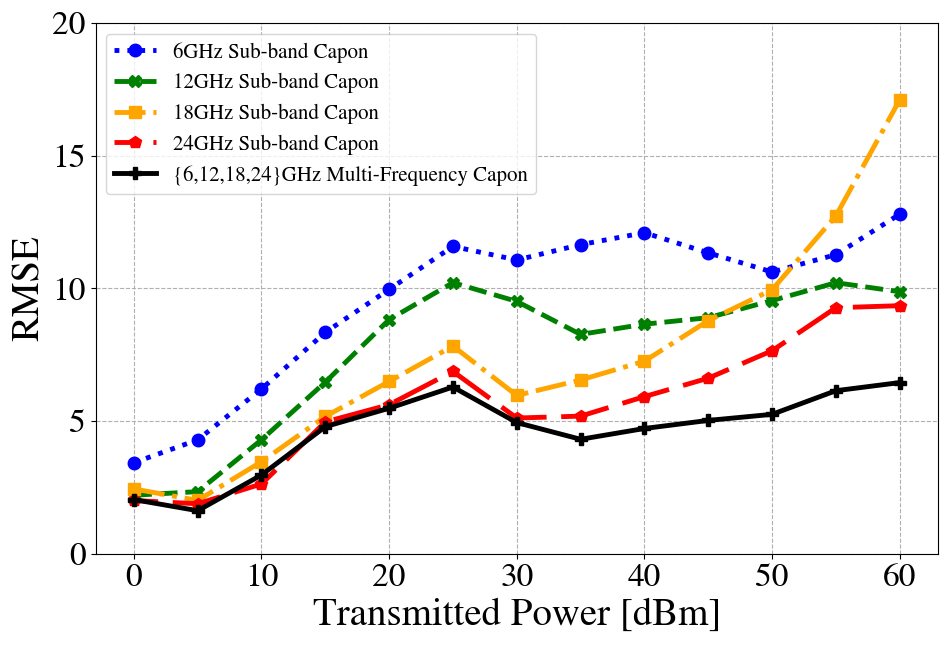 20
15
10
5
0
RMSE
6GHz Sub-band Capon
12GHz Sub-band Capon
18GHz Sub-band Capon
24GHz Sub-band Capon
{6,12,18,24}GHz Multi-Frequency Capon
0 10 20 30 40 50 60
Transmitted Power [dBm]